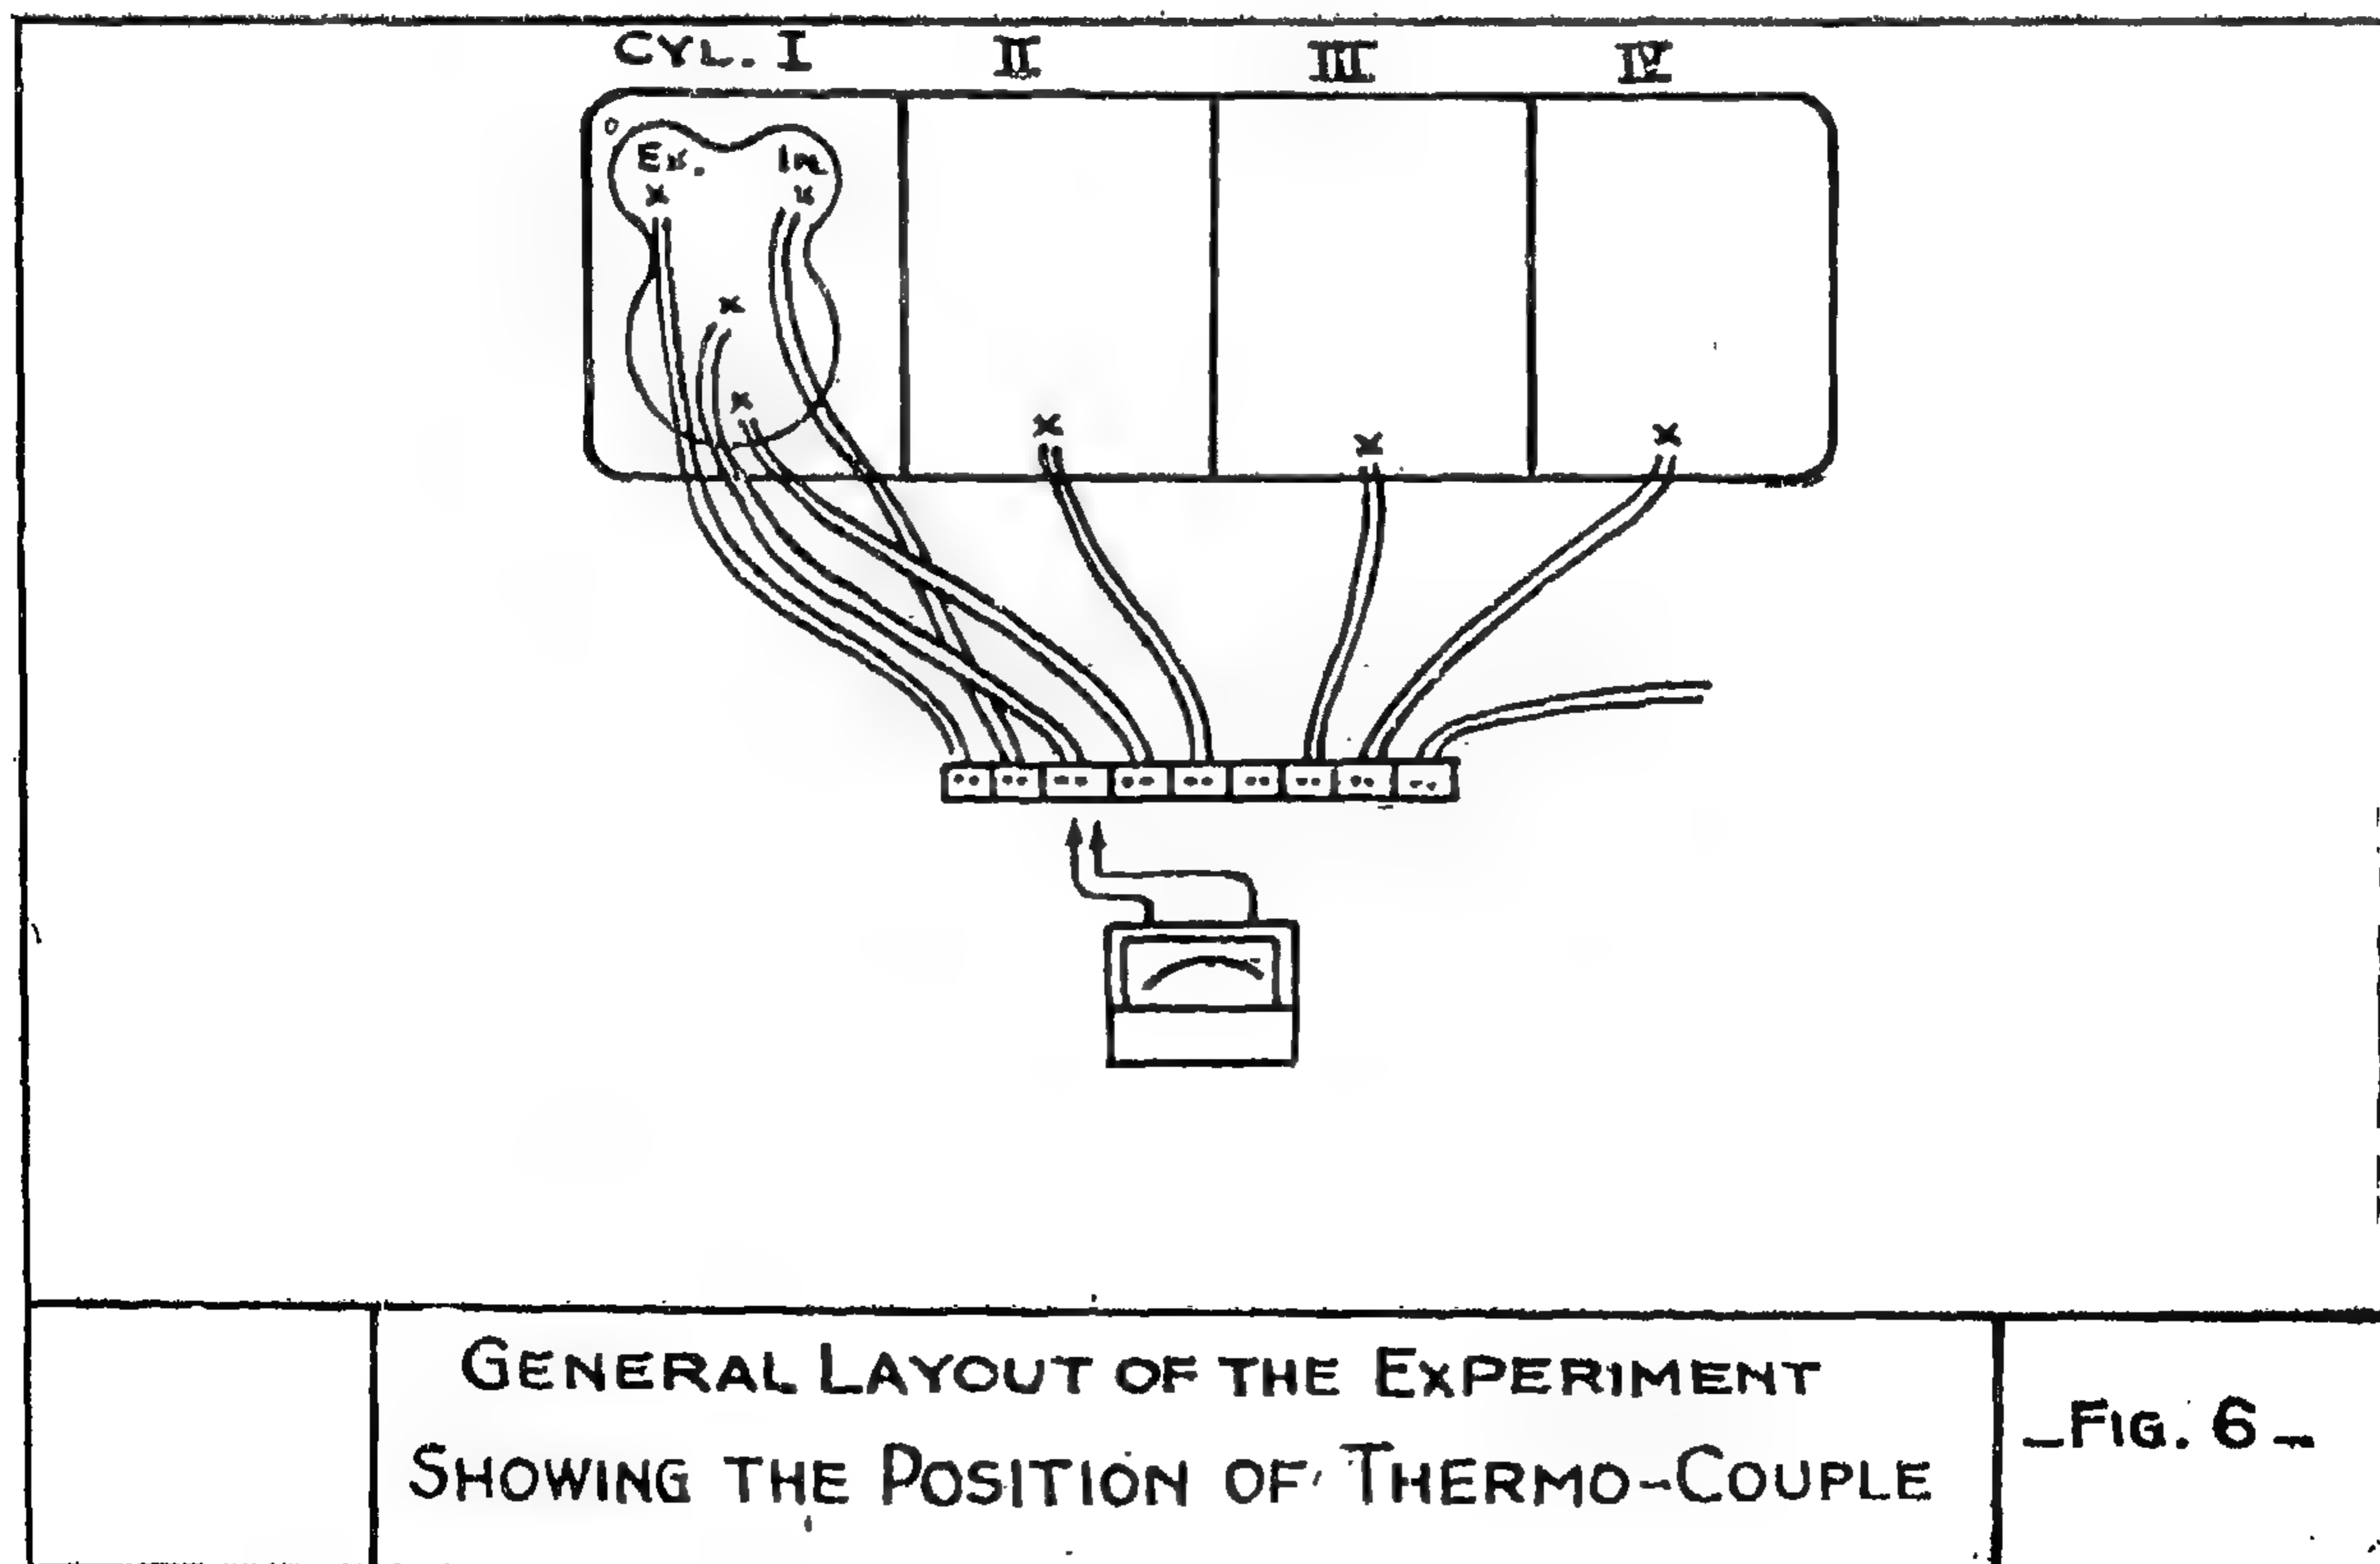 CYL. I II III IV
Ex. In
GENERAL LAYOUT OF THE EXPERIMENT
SHOWING THE POSITION OF THERMO-COUPLE
-FIG. 6-